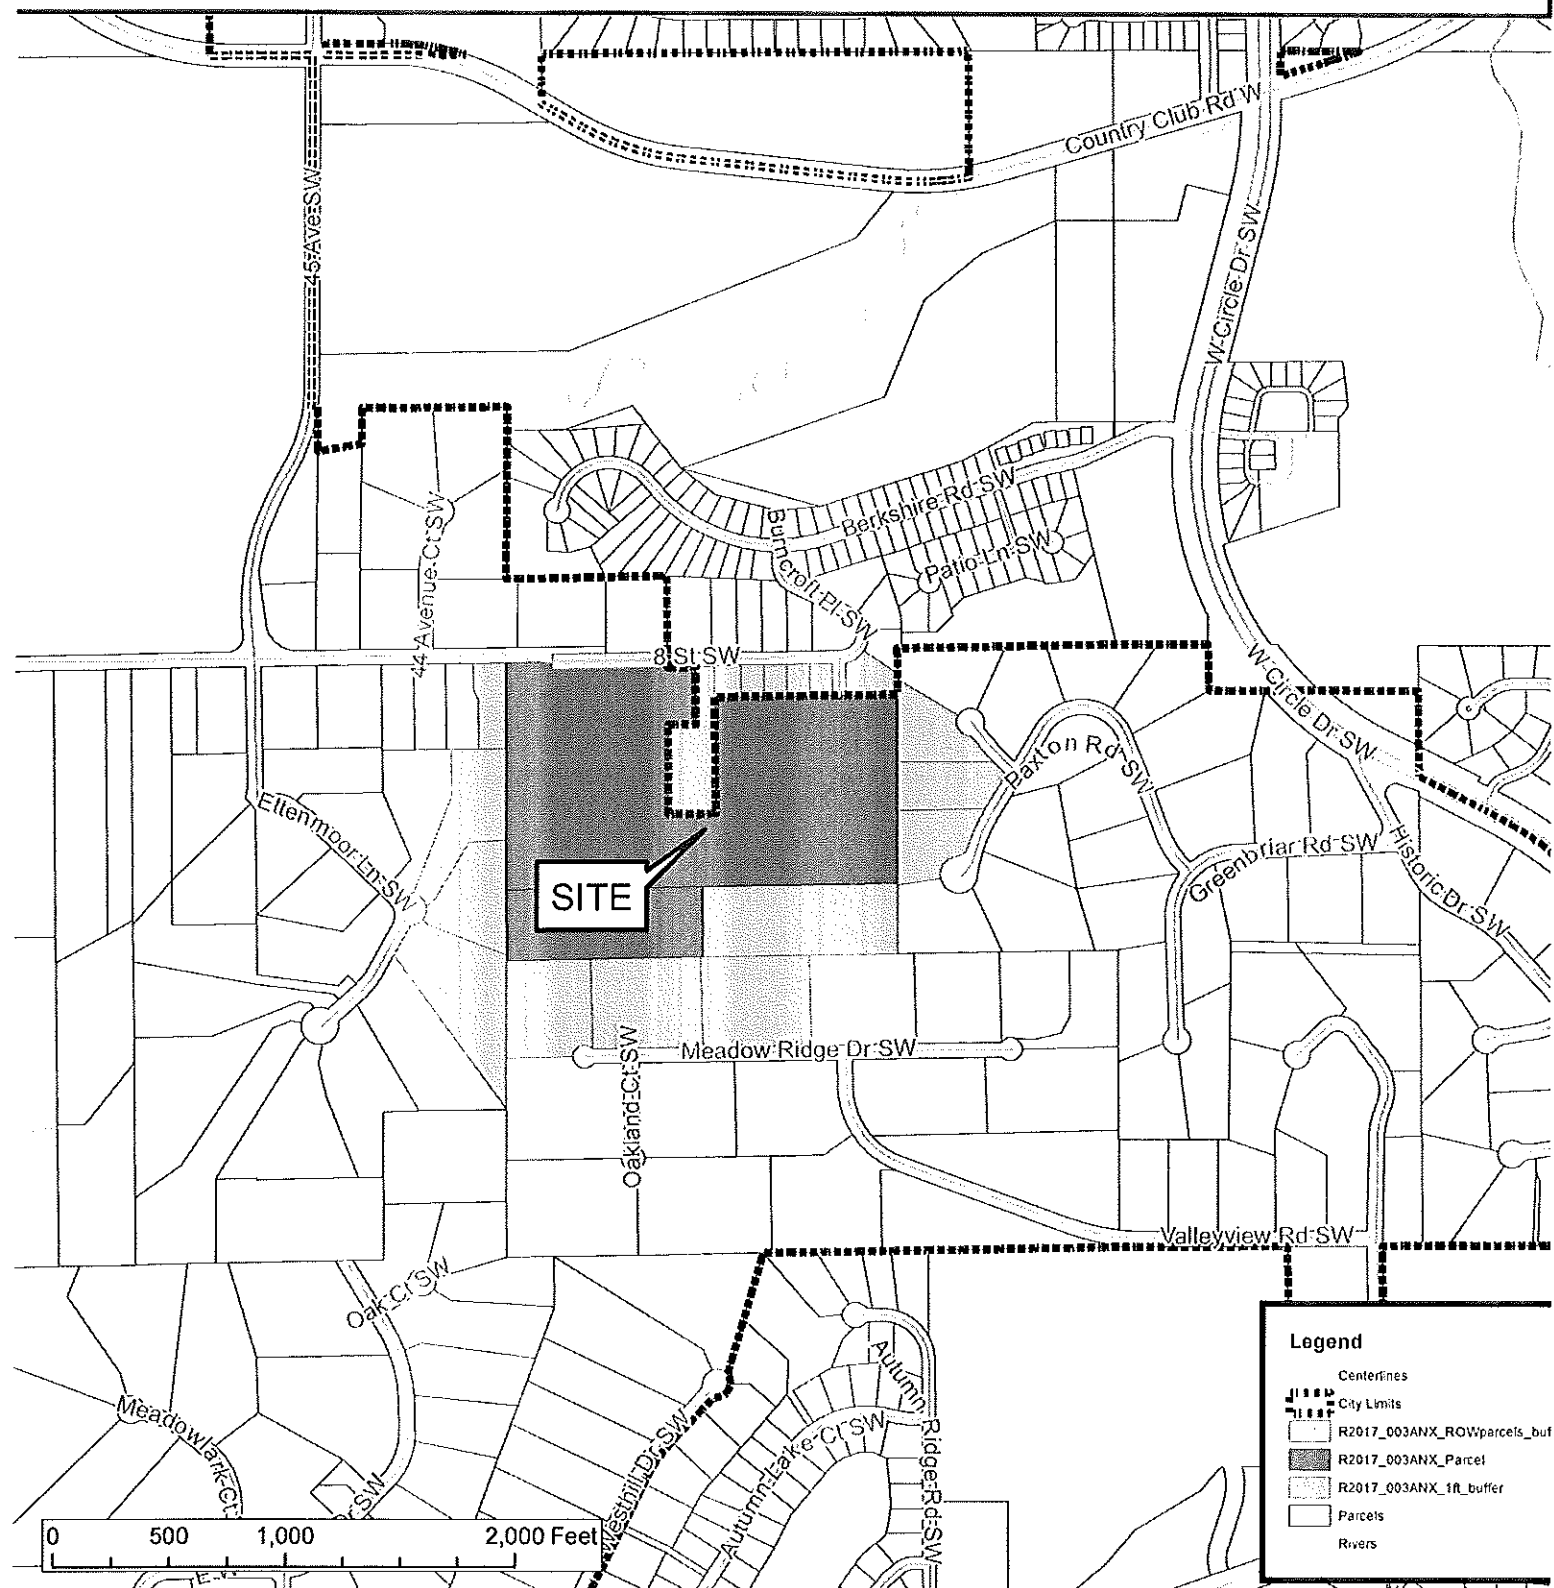 Country Club Rd W
45 Ave SW
W Circle Dr SW
44 Avenue Ct SW
Berkshire Rd SW
Burncroft Pl SW
Patio Ln SW
8 St SW
W Circle Dr SW
Paxton Rd SW
Ettenmoor Ln SW
Greenbriar Rd SW
Historic Dr SW
SITE
Meadow Ridge Dr SW
Oakland Ct SW
Valleyview Rd SW
Oak Ct SW
Meadowlark Ct
Dr SW
Westhill Dr SW
Autumn Lake Ct SW
Autumn Ridge Rd SW
Legend
Centerlines
City Limits
R2017_003ANX_ROWparcels_buf
R2017_003ANX_Parcel
R2017_003ANX_1ft_buffer
Parcels
Rivers
0 500 1,000 2,000 Feet